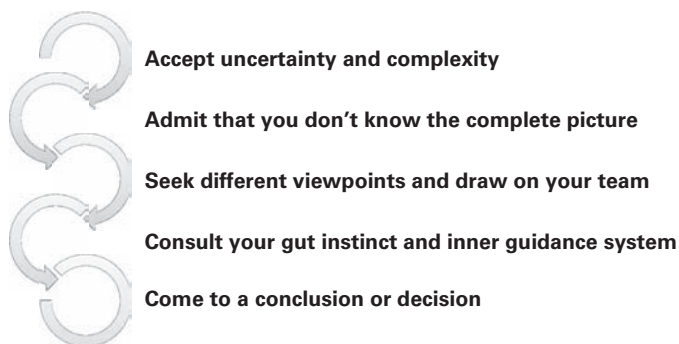 Accept uncertainty and complexity
Admit that you don’t know the complete picture
Seek different viewpoints and draw on your team
Consult your gut instinct and inner guidance system
Come to a conclusion or decision